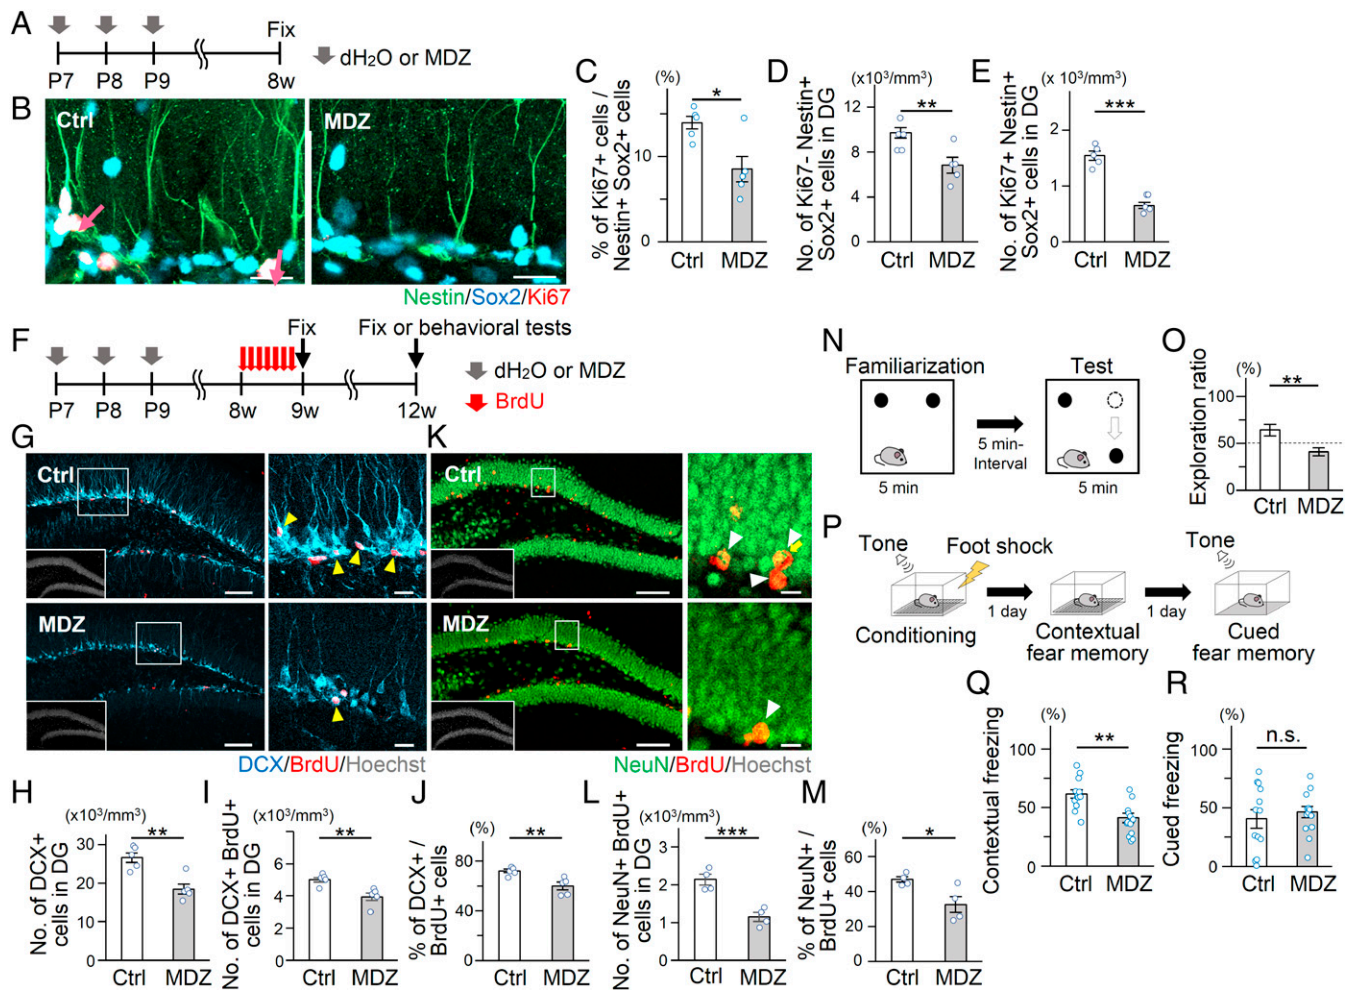 A
P7
P8
P9
Fix
8w
dH₂O or MDZ
B
Ctrl
MDZ
Nestin/Sox2/Ki67
C
(%)
% of Ki67+ cells /
Nestin+ Sox2+ cells
*
10
0
Ctrl
MDZ
D
(x10³/mm³)
No. of Ki67- Nestin+
Sox2+ cells in DG
**
12
8
4
0
Ctrl
MDZ
E
(x 10³/mm³)
No. of Ki67+ Nestin+
Sox2+ cells in DG
***
2
1
0
Ctrl
MDZ
F
Fix
Fix or behavioral tests
P7
P8
P9
8w
9w
12w
dH₂O or MDZ
BrdU
G
Ctrl
MDZ
DCX/BrdU/Hoechst
K
Ctrl
MDZ
NeuN/BrdU/Hoechst
H
(x10³/mm³)
No. of DCX+
cells in DG
**
30
20
10
0
Ctrl
MDZ
I
(x10³/mm³)
No. of DCX+ BrdU+
cells in DG
**
6
4
2
0
Ctrl
MDZ
J
(%)
% of DCX+ /
BrdU+ cells
**
80
40
0
Ctrl
MDZ
L
(x10³/mm³)
No. of NeuN+ BrdU+
cells in DG
***
3
2
1
0
Ctrl
MDZ
M
(%)
% of NeuN+ /
BrdU+ cells
*
60
40
20
0
Ctrl
MDZ
N
Familiarization
Test
5 min-
Interval
5 min
5 min
O
(%)
Exploration ratio
**
100
50
0
Ctrl
MDZ
P
Tone
Foot shock
Tone
1 day
1 day
Conditioning
Contextual
fear memory
Cued
fear memory
Q
(%)
Contextual freezing
**
100
50
0
Ctrl
MDZ
R
(%)
Cued freezing
n.s.
100
50
0
Ctrl
MDZ